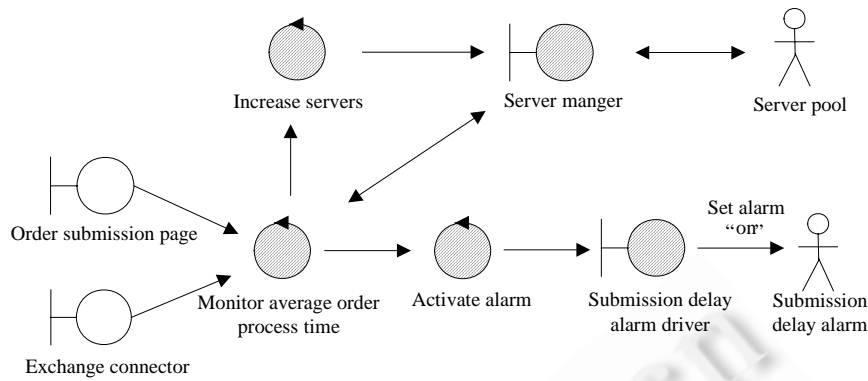 Increase servers
Server manger
Server pool
Order submission page
Set alarm
“on”
Monitor average order
process time
Activate alarm
Submission delay
alarm driver
Submission
delay alarm
Exchange connector